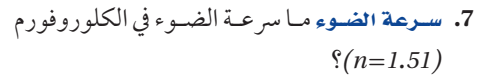 7. سرعة الضوء ما سرعة الضوء في الكلوروفورم
(n=1.51)؟